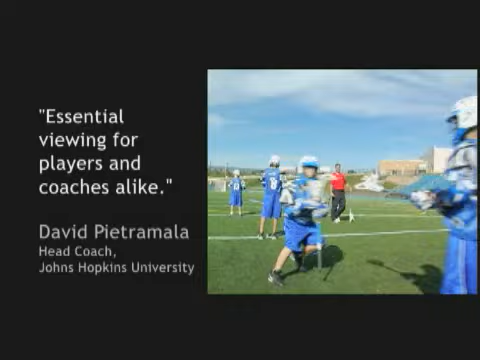 "Essential
viewing for
players and
coaches alike."
David Pietramala
Head Coach,
Johns Hopkins University